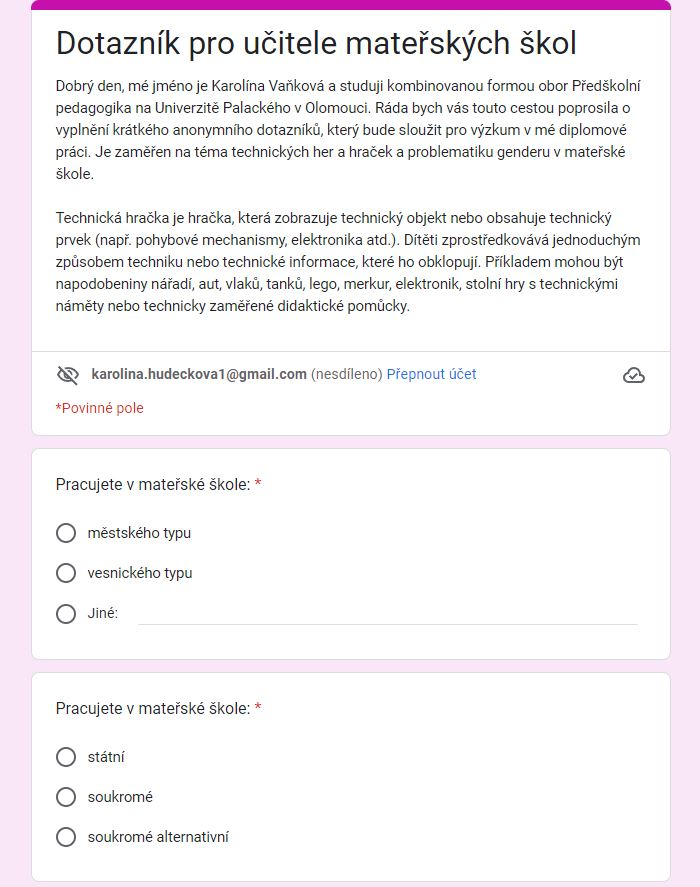 Dotazník pro učitele mateřských škol
Dobrý den, mé jméno je Karolína Vaňková a studuji kombinovanou formou obor Předškolní
pedagogika na Univerzitě Palackého v Olomouci. Ráda bych vás touto cestou poprosila o
vyplnění krátkého anonymního dotazníků, který bude sloužit pro výzkum v mé diplomové
práci. Je zaměřen na téma technických her a hraček a problematiku genderu v mateřské
škole.
Technická hračka je hračka, která zobrazuje technický objekt nebo obsahuje technický
prvek (např. pohybové mechanismy, elektronika atd.). Dítěti zprostředkovává jednoduchým
způsobem techniku nebo technické informace, které ho obklopují. Příkladem mohou být
napodobeniny nářadí, aut, vlaků, tanků, lego, merkur, elektronik, stolní hry s technickými
náměty nebo technicky zaměřené didaktické pomůcky.
karolina.hudeckova1@gmail.com (nesdíleno) Přepnout účet
*Povinné pole
Pracujete v mateřské škole: *
městského typu
vesnického typu
Jiné:
Pracujete v mateřské škole: *
státní
soukromé
soukromé alternativní